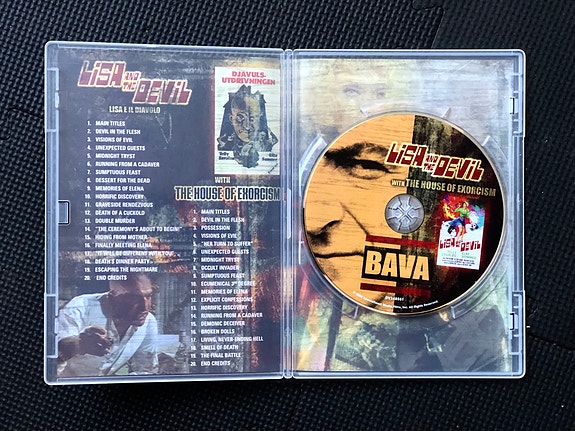 LISA AND THE DEVIL
LISA E IL DIAVOLO
1. MAIN TITLES
2. DEVIL IN THE FLESH
3. VISIONS OF EVIL
4. UNEXPECTED GUESTS
5. MIDNIGHT TRYST
6. RUNNING FROM A CADAVER
7. SUMPTUOUS FEAST
8. DESSERT FOR THE DEAD
9. MEMORIES OF ELENA
10. HORRIFIC DISCOVERY
11. GRAVESIDE RENDEZVOUS
12. DEATH OF A CUCKOLD
13. DOUBLE MURDER
14. "THE CEREMONY'S ABOUT TO BEGIN!"
15. HIDING FROM MOTHER
16. FINALLY MEETING ELENA
17. "IT WILL BE DIFFERENT WITH YOU"
18. DEATH'S DINNER PARTY
19. ESCAPING THE NIGHTMARE
20. END CREDITS
DJÄVULS-
UTDRIVNINGEN
WITH
THE HOUSE OF EXORCISM
1. MAIN TITLES
2. DEVIL IN THE FLESH
3. POSSESSION
4. VISIONS OF EVIL
5. "HER TURN TO SUFFER"
6. UNEXPECTED GUESTS
7. MIDNIGHT TRYST
8. OCCULT INVADER
9. SUMPTUOUS FEAST
10. ECUMENICAL 3rd DEGREE
11. MEMORIES OF ELENA
12. EXPLICIT CONFESSIONS
13. HORRIFIC DISCOVERY
14. RUNNING FROM A CADAVER
15. DEMONIC DECEIVER
16. BROKEN DOLLS
17. LIVING, NEVER-ENDING HELL
18. SMELL OF DEATH
19. THE FINAL BATTLE
20. END CREDITS
LISA AND THE DEVIL
WITH THE HOUSE OF EXORCISM
LISA AND THE DEVIL
BAVA
All Rights Reserved.